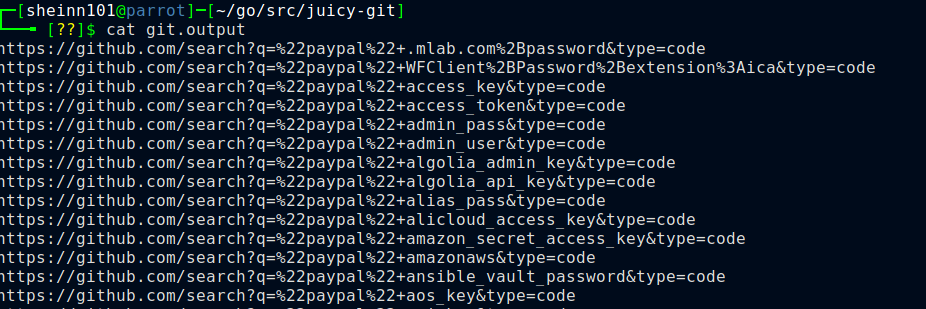 ┌─[sheinn101@parrot]─[~/go/src/juicy-git]
└──╼ [??]$ cat git.output
https://github.com/search?q=%22paypal%22+.mlab.com%2Bpassword&type=code
https://github.com/search?q=%22paypal%22+WFClient%2BPassword%2Bextension%3Aica&type=code
https://github.com/search?q=%22paypal%22+access_key&type=code
https://github.com/search?q=%22paypal%22+access_token&type=code
https://github.com/search?q=%22paypal%22+admin_pass&type=code
https://github.com/search?q=%22paypal%22+admin_user&type=code
https://github.com/search?q=%22paypal%22+algolia_admin_key&type=code
https://github.com/search?q=%22paypal%22+algolia_api_key&type=code
https://github.com/search?q=%22paypal%22+alias_pass&type=code
https://github.com/search?q=%22paypal%22+alicloud_access_key&type=code
https://github.com/search?q=%22paypal%22+amazon_secret_access_key&type=code
https://github.com/search?q=%22paypal%22+amazonaws&type=code
https://github.com/search?q=%22paypal%22+ansible_vault_password&type=code
https://github.com/search?q=%22paypal%22+aos_key&type=code